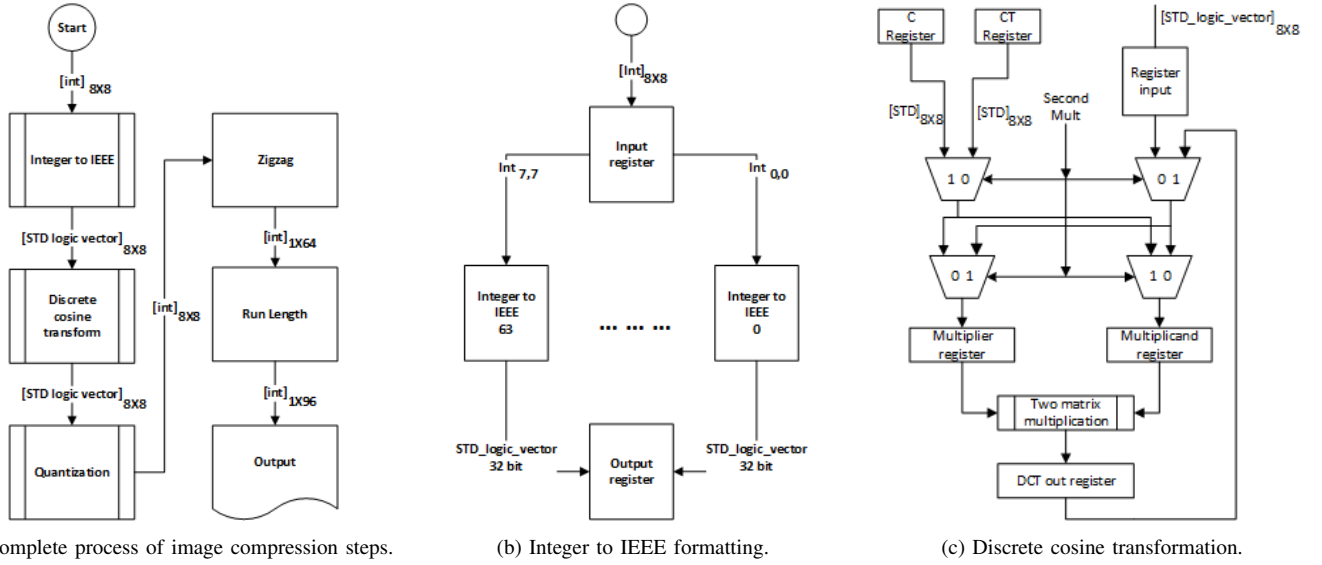 Start
[int] 8X8
Integer to IEEE
[STD logic vector] 8X8
Discrete
cosine
transform
[STD logic vector] 8X8
Quantization
[int] 8X8
Zigzag
[int] 1X64
Run Length
[int] 1X96
Output
omplete process of image compression steps.
[Int] 8X8
Input
register
Int 7,7
Int 0,0
Integer to
IEEE
63
... ... ...
Integer to
IEEE
0
STD_logic_vector
32 bit
Output
register
STD_logic_vector
32 bit
(b) Integer to IEEE formatting.
C
Register
CT
Register
[STD_logic_vector] 8X8
Register
input
[STD] 8X8
[STD] 8X8
Second
Mult
1 0
0 1
0 1
1 0
Multiplier
register
Multiplicand
register
Two matrix
multiplication
DCT out register
(c) Discrete cosine transformation.